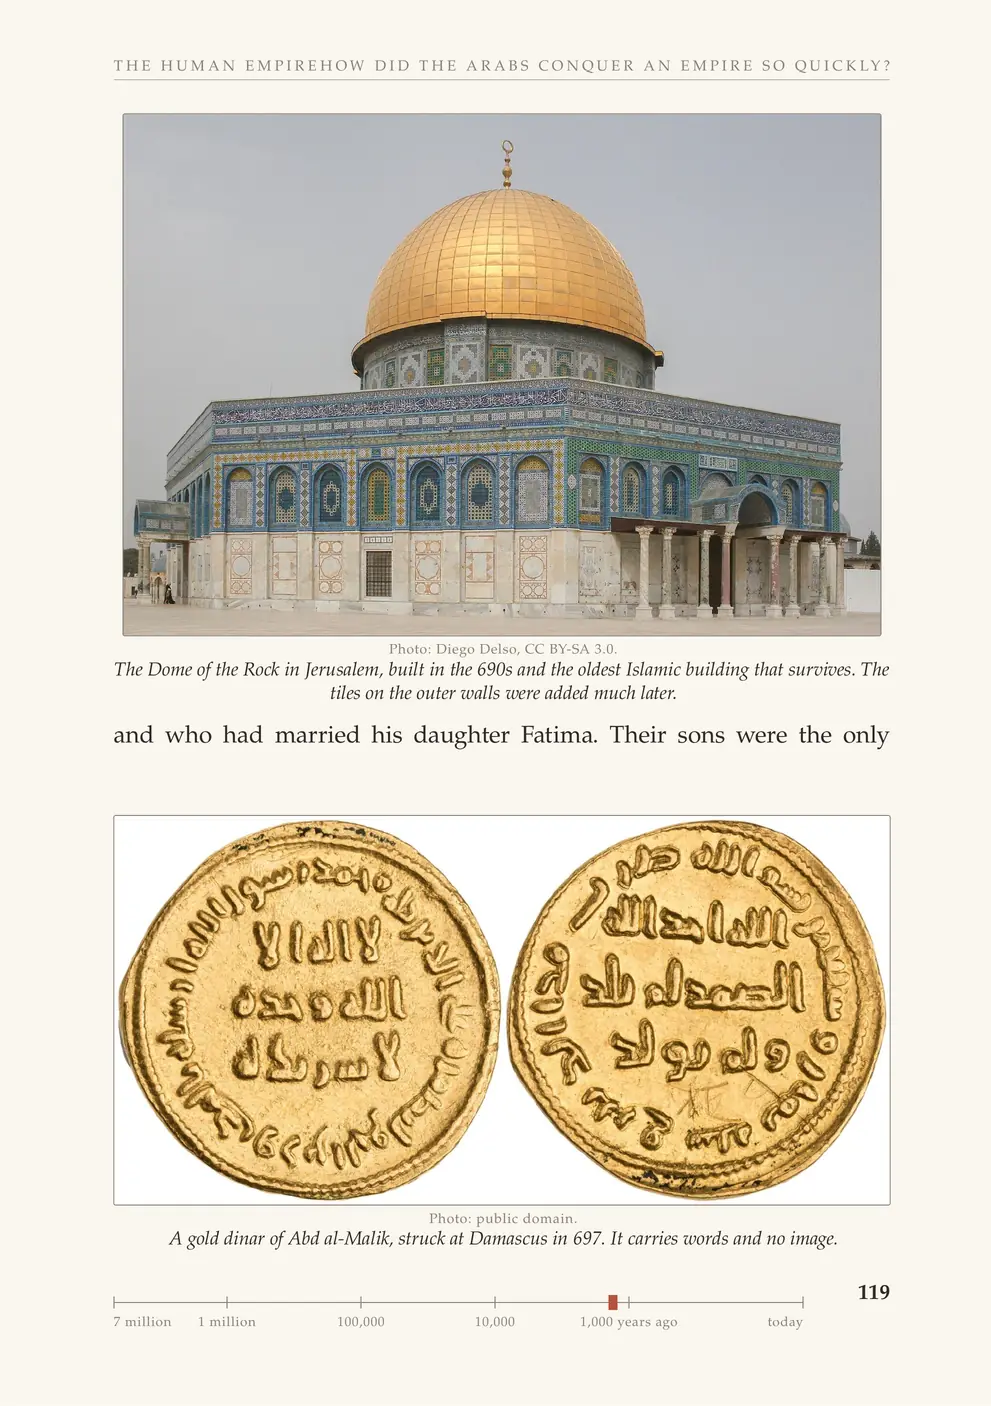 THE HUMAN EMPIREHOW DID THE ARABS CONQUER AN EMPIRE SO QUICKLY?
Photo: Diego Delso, CC BY-SA 3.0.
The Dome of the Rock in Jerusalem, built in the 690s and the oldest Islamic building that survives. The
tiles on the outer walls were added much later.
and who had married his daughter Fatima. Their sons were the only
لا اله الا
الله وحده
لا سريك له
الله احد الله
الصمد لم يلد
و لم يولد
Photo: public domain.
A gold dinar of Abd al-Malik, struck at Damascus in 697. It carries words and no image.
119
7 million
1 million
100,000
10,000
1,000 years ago
today